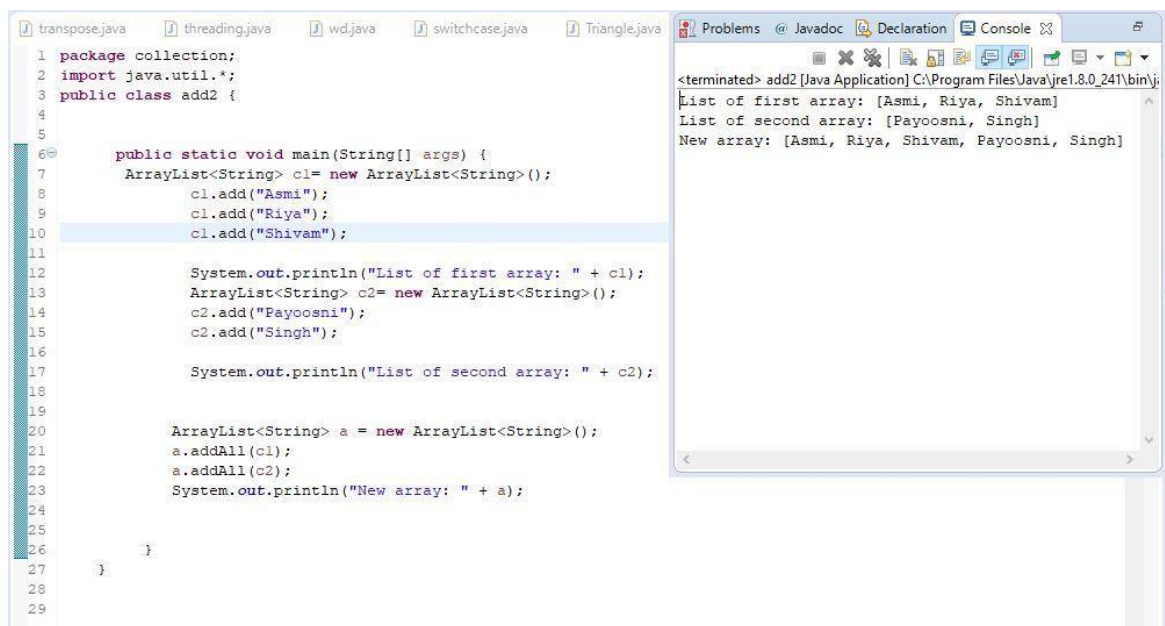 transpose.java threading.java wd.java switchcase.java Triangle.java
1 package collection;
2 import java.util.*;
3 public class add2 {
4
5
6 public static void main(String[] args) {
7 ArrayList<String> c1= new ArrayList<String>();
8 c1.add("Asmi");
9 c1.add("Riya");
10 c1.add("Shivam");
11
12 System.out.println("List of first array: " + c1);
13 ArrayList<String> c2= new ArrayList<String>();
14 c2.add("Payoosni");
15 c2.add("Singh");
16
17 System.out.println("List of second array: " + c2);
18
19
20 ArrayList<String> a = new ArrayList<String>();
21 a.addAll(c1);
22 a.addAll(c2);
23 System.out.println("New array: " + a);
24
25
26 }
27 }
28
29
Problems @ Javadoc Declaration Console
<terminated> add2 [Java Application] C:\Program Files\Java\jre1.8.0_241\bin\ja
List of first array: [Asmi, Riya, Shivam]
List of second array: [Payoosni, Singh]
New array: [Asmi, Riya, Shivam, Payoosni, Singh]